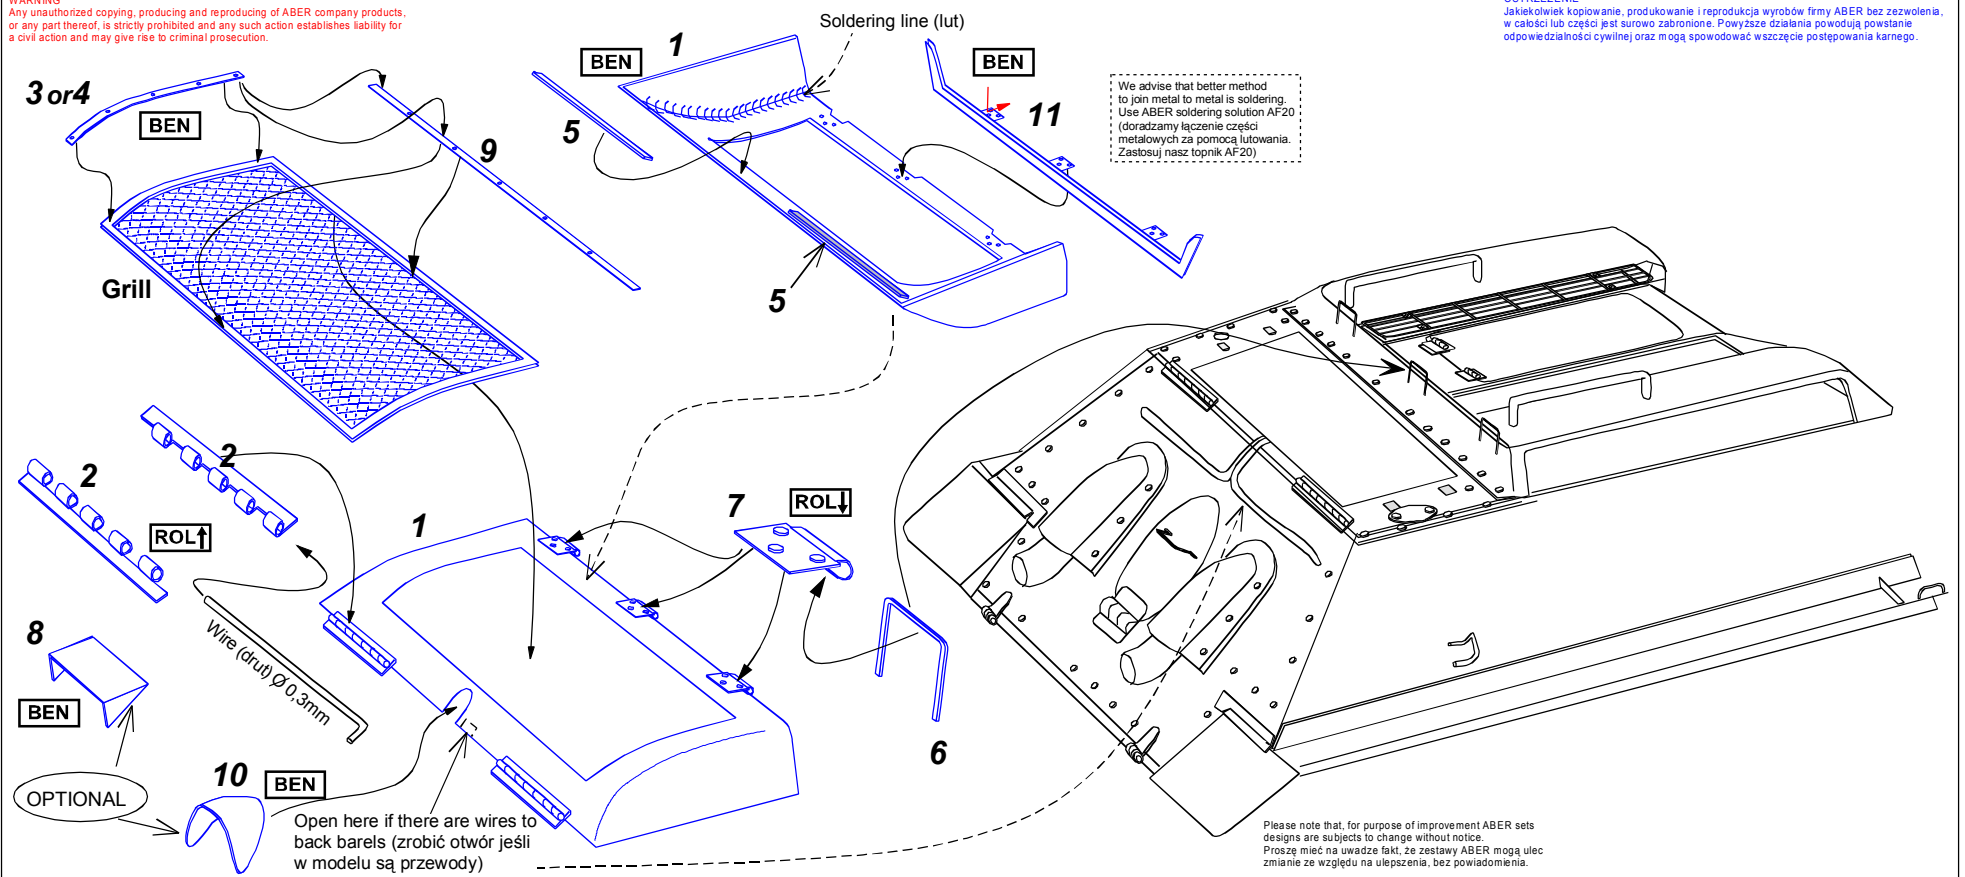 WARNING
Any unauthorized copying, producing and reproducing of ABER company products,
or any part thereof, is strictly prohibited and any such action establishes liability for
a civil action and may give rise to criminal prosecution.
OSTRZEŻENIE
Jakiekolwiek kopiowanie, produkowanie i reprodukcja wyrobów firmy ABER bez zezwolenia,
w całości lub części jest surowo zabronione. Powyższe działania powodują powstanie
odpowiedzialności cywilnej oraz mogą spowodować wszczęcie postępowania karnego.
Soldering line (lut)
BEN
1
BEN
3 or4
BEN
5
9
11
We advise that better method
to join metal to metal is soldering.
Use ABER soldering solution AF20
(doradzamy łączenie części
metalowych za pomocą lutowania.
Zastosuj nasz topnik AF20)
Grill
5
2
2
ROL
1
7
ROL
8
BEN
Wire (drut) Ø 0,3mm
6
OPTIONAL
10
BEN
Open here if there are wires to
back barels (zrobić otwór jeśli
w modelu są przewody)
Please note that, for purpose of improvement ABER sets
designs are subjects to change without notice.
Proszę mieć na uwadze fakt, że zestawy ABER mogą ulec
zmianie ze względu na ulepszenia, bez powiadomienia.